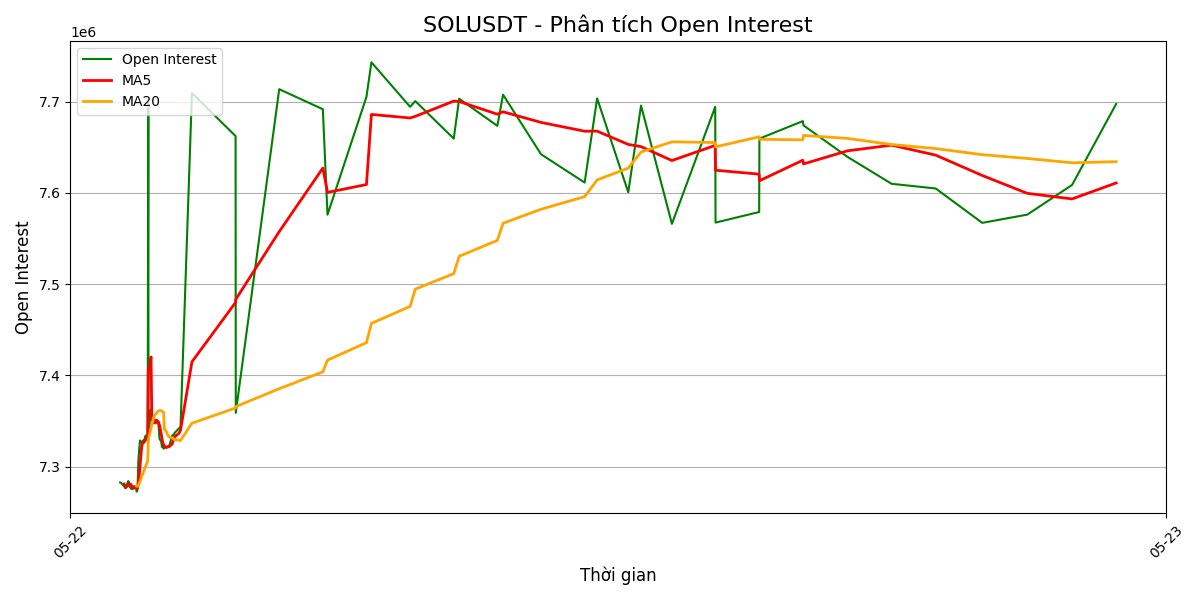 SOLUSDT - Phân tích Open Interest
1e6
Open Interest
MA5
MA20
7.7
7.6
7.5
7.4
7.3
Open Interest
05-22
05-23
Thời gian